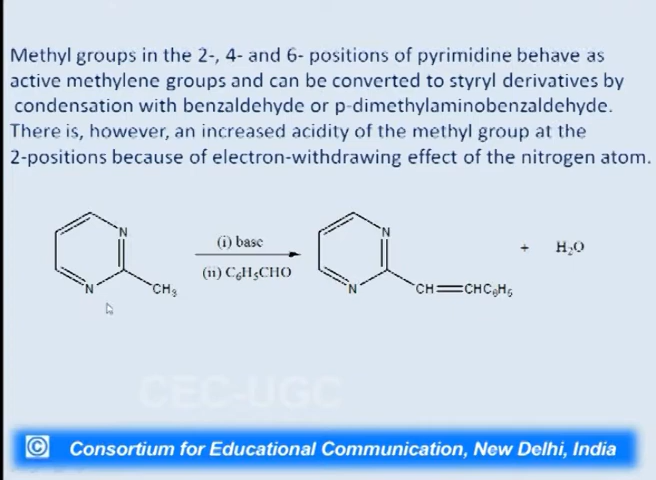 Methyl groups in the 2-, 4- and 6- positions of pyrimidine behave as
active methylene groups and can be converted to styryl derivatives by
condensation with benzaldehyde or p-dimethylaminobenzaldehyde.
There is, however, an increased acidity of the methyl group at the
2-positions because of electron-withdrawing effect of the nitrogen atom.
N
N
CH₃
(i) base
(ii) C₆H₅CHO
N
N
CH=CHC₆H₅
+ H₂O
CEC-UGC
© Consortium for Educational Communication, New Delhi, India